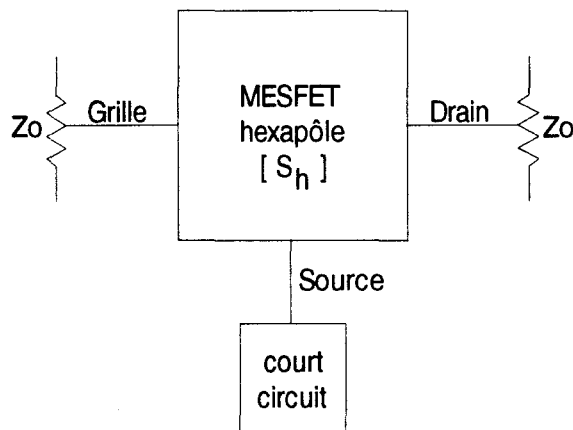 MESFET
hexapôle
[ Sh ]
Grille
Zo
Drain
Zo
Source
court
circuit